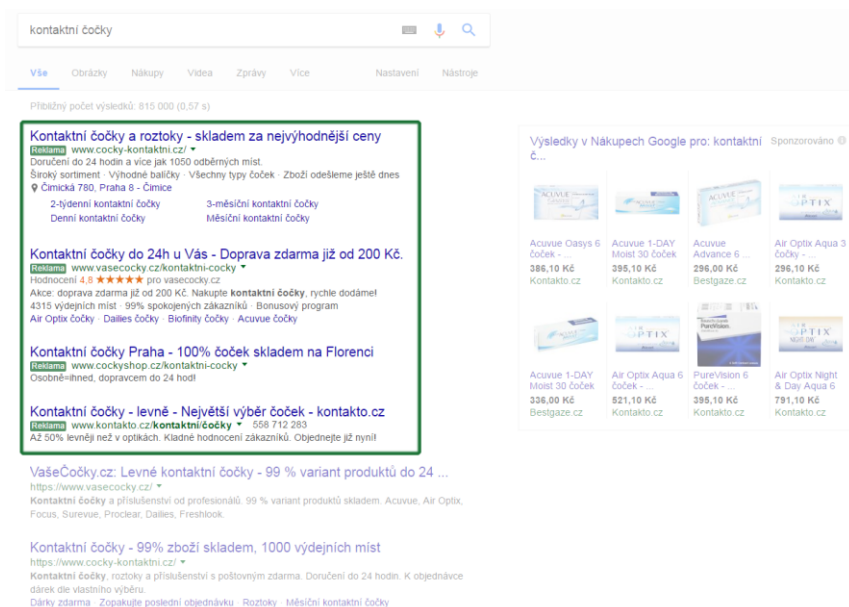 kontaktní čočky
Vše Obrázky Nákupy Videa Zprávy Více Nastavení Nástroje
Přibližný počet výsledků: 815 000 (0,57 s)
Kontaktní čočky a roztoky - skladem za nejvýhodnější ceny
Reklama www.cocky-kontaktni.cz/
Doručení do 24 hodin a více jak 1050 odběrných míst.
Široký sortiment · Výhodné balíčky · Všechny typy čoček · Zboží odešleme ještě dnes
Čimická 780, Praha 8 - Čimice
2-týdenní kontaktní čočky 3-měsíční kontaktní čočky
Denní kontaktní čočky Měsíční kontaktní čočky
Kontaktní čočky do 24h u Vás - Doprava zdarma již od 200 Kč.
Reklama www.vasecocky.cz/kontaktni-cocky
Hodnocení 4,8 ★★★★★ pro vasecocky.cz
Akce: doprava zdarma již od 200 Kč. Nakupte kontaktní čočky, rychle dodáme!
4315 výdejních míst · 99% spokojených zákazníků · Bonusový program
Air Optix čočky · Dailies čočky · Biofinity čočky · Acuvue čočky
Kontaktní čočky Praha - 100% čoček skladem na Florenci
Reklama www.cockyshop.cz/kontaktni-cocky
Osobně=ihned, dopravcem do 24 hod!
Kontaktní čočky - levně - Největší výběr čoček - kontakto.cz
Reklama www.kontakto.cz/kontaktní/čočky 558 712 283
Až 50% levněji než v optikách. Kladné hodnocení zákazníků. Objednejte již nyní!
VašeČočky.cz: Levné kontaktní čočky - 99 % variant produktů do 24 ...
https://www.vasecocky.cz/
Kontaktní čočky a příslušenství od profesionálů. 99 % variant produktů skladem. Acuvue, Air Optix,
Focus, Surevue, Proclear, Dailies, Freshlook.
Kontaktní čočky - 99% zboží skladem, 1000 výdejních míst
https://www.cocky-kontaktni.cz/
Kontaktní čočky, roztoky a příslušenství s poštovným zdarma. Doručení do 24 hodin. K objednávce
dárek dle vlastního výběru.
Dárky zdarma · Zopakujte poslední objednávku · Roztoky · Měsíční kontaktní čočky
Výsledky v Nákupech Google pro: kontaktní Sponzorováno
č...
Acuvue Oasys 6 Acuvue 1-DAY Acuvue Air Optix Aqua 3
čoček - ... Moist 30 čoček Advance 6 ... čočky - ...
386,10 Kč 395,10 Kč 296,00 Kč 296,10 Kč
Kontakto.cz Kontakto.cz Bestgaze.cz Kontakto.cz
Acuvue 1-DAY Air Optix Aqua 6 PureVision 6 Air Optix Night
Moist 30 čoček čoček - ... čoček - ... & Day Aqua 6
336,00 Kč 521,10 Kč 395,10 Kč 791,10 Kč
Bestgaze.cz Kontakto.cz Kontakto.cz Kontakto.cz